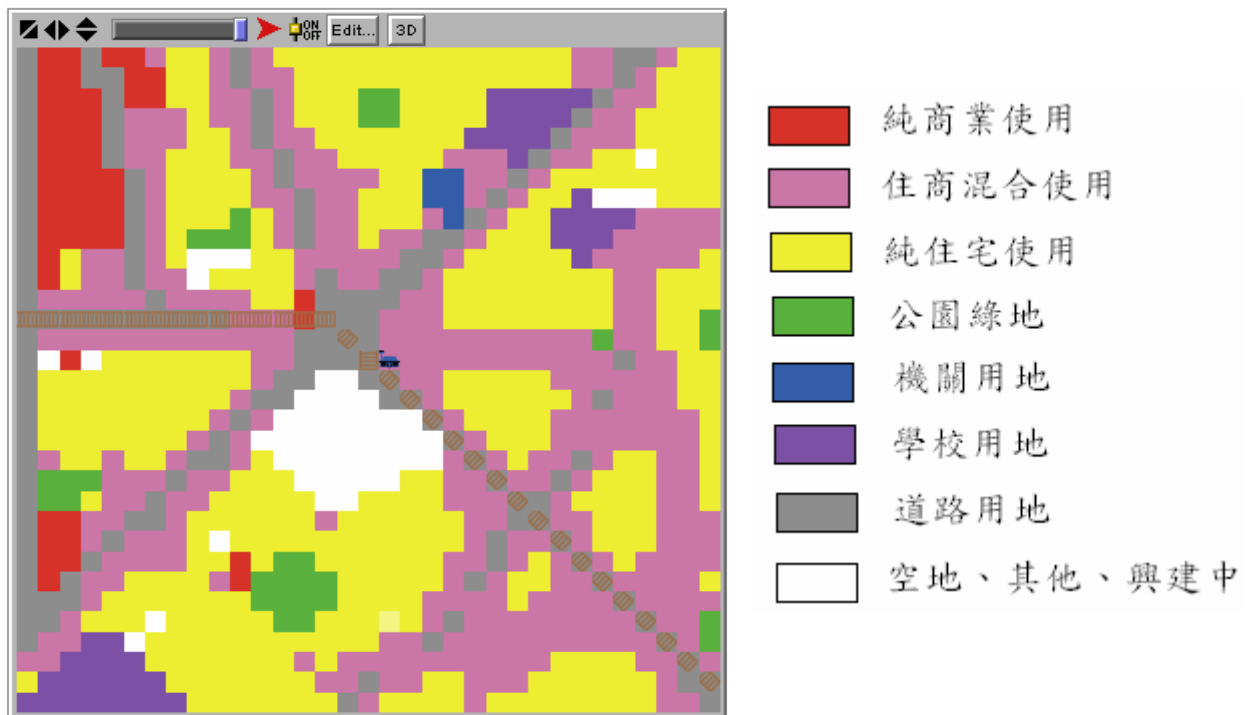 ON
OFF
Edit...
3D
純商業使用
住商混合使用
純住宅使用
公園綠地
機關用地
學校用地
道路用地
空地、其他、興建中